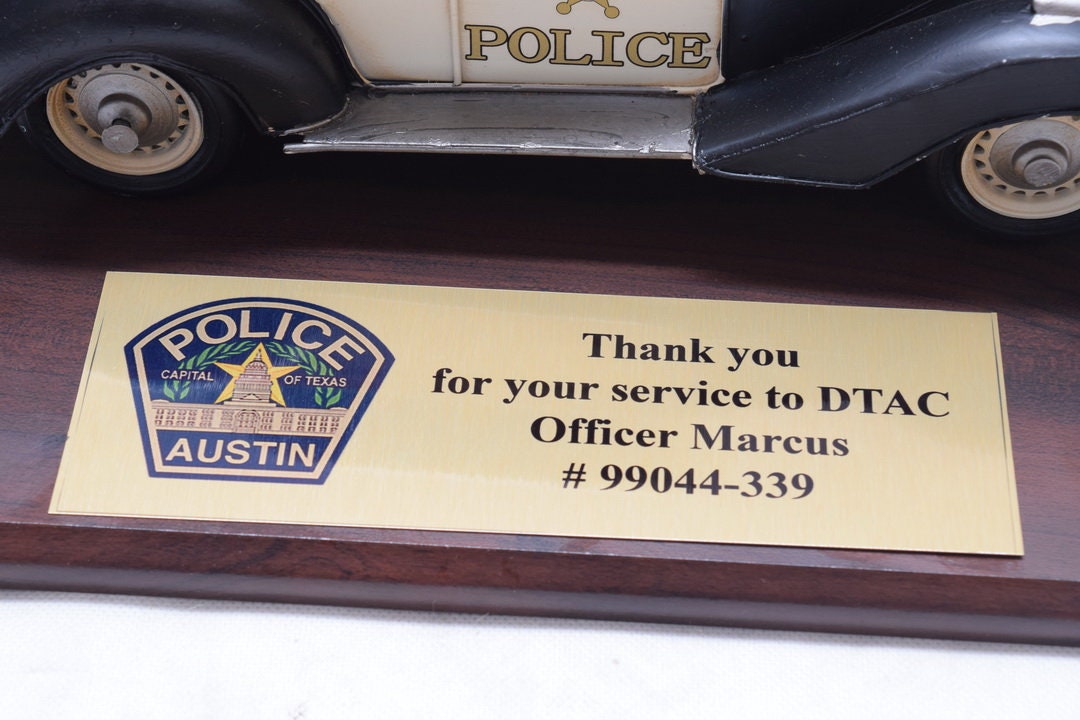 POLICE
POLICE
CAPITAL OF TEXAS
AUSTIN
Thank you
for your service to DTAC
Officer Marcus
# 99044-339